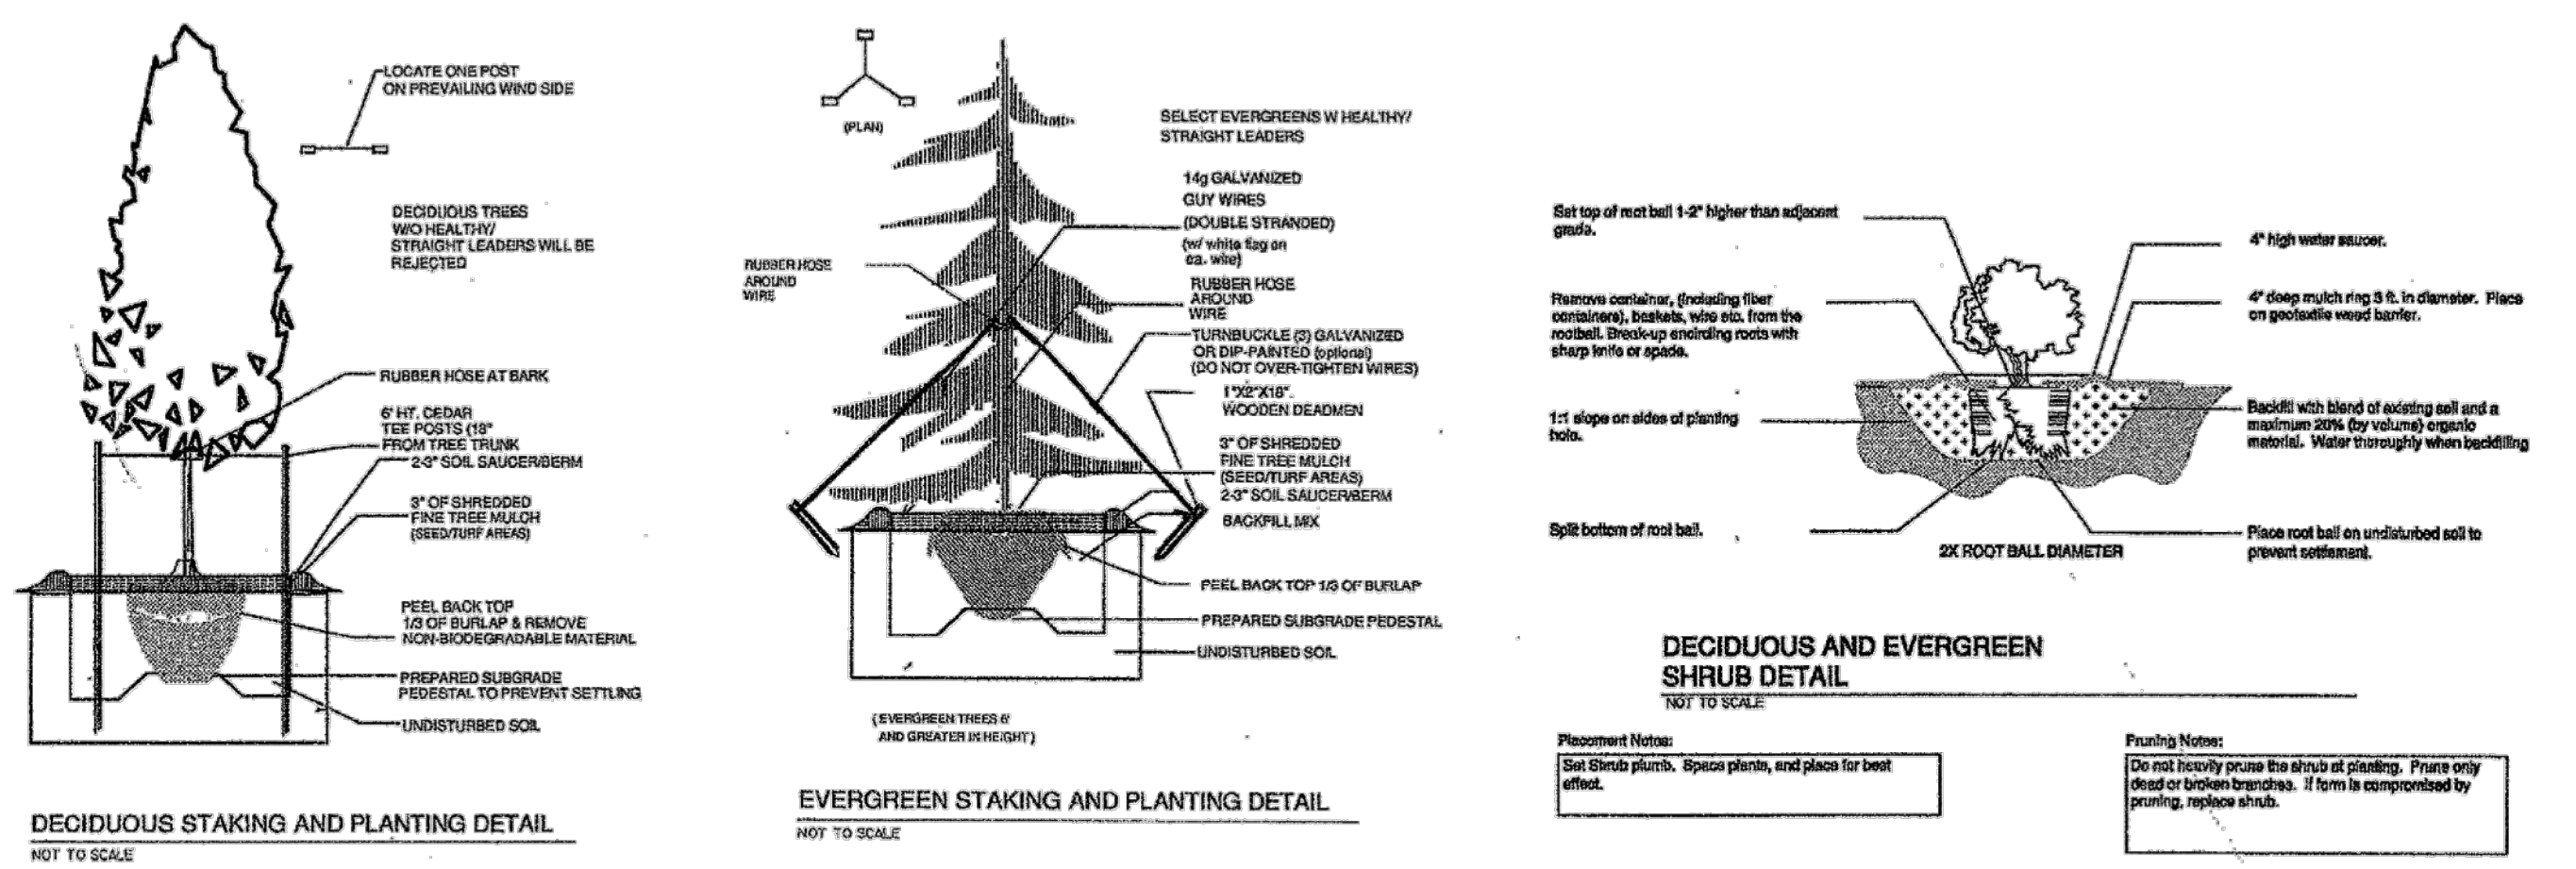 LOCATE ONE POST
ON PREVAILING WIND SIDE
DECIDUOUS TREES
W/O HEALTHY/
STRAIGHT LEADERS WILL BE
REJECTED
RUBBER HOSE AT BARK
6' HT. CEDAR
TEE POSTS (18"
FROM TREE TRUNK
2-3" SOIL SAUCER/BERM
3" OF SHREDDED
FINE TREE MULCH
(SEED/TURF AREAS)
PEEL BACK TOP
1/3 OF BURLAP & REMOVE
NON-BIODEGRADABLE MATERIAL
PREPARED SUBGRADE
PEDESTAL TO PREVENT SETTLING
UNDISTURBED SOIL
DECIDUOUS STAKING AND PLANTING DETAIL
NOT TO SCALE
(PLAN)
SELECT EVERGREENS W HEALTHY/
STRAIGHT LEADERS
14g GALVANIZED
GUY WIRES
(DOUBLE STRANDED)
(w/ white flag on
ea. wire)
RUBBER HOSE
AROUND
WIRE
RUBBER HOSE
AROUND
WIRE
TURNBUCKLE (3) GALVANIZED
OR DIP-PAINTED (optional)
(DO NOT OVER-TIGHTEN WIRES)
1"X2"X18"
WOODEN DEADMEN
3" OF SHREDDED
FINE TREE MULCH
(SEED/TURF AREAS)
2-3" SOIL SAUCER/BERM
BACKFILL MIX
PEEL BACK TOP 1/3 OF BURLAP
PREPARED SUBGRADE PEDESTAL
UNDISTURBED SOIL
(EVERGREEN TREES 6'
AND GREATER IN HEIGHT)
EVERGREEN STAKING AND PLANTING DETAIL
NOT TO SCALE
Set top of root ball 1-2" higher than adjacent
grade.
Remove container, (including fiber
containers), baskets, wire etc. from the
rootball. Break-up encircling roots with
sharp knife or spade.
1:1 slope on sides of planting
hole.
Split bottom of root ball.
4" high water saucer.
4" deep mulch ring 3 ft. in diameter. Place
on geotextile weed barrier.
Backfill with blend of existing soil and a
maximum 20% (by volume) organic
material. Water thoroughly when backfilling
Place root ball on undisturbed soil to
prevent settlement.
2X ROOT BALL DIAMETER
DECIDUOUS AND EVERGREEN
SHRUB DETAIL
NOT TO SCALE
Placement Notes:
Set Shrub plumb. Space plants, and place for best
effect.
Pruning Notes:
Do not heavily prune the shrub at planting. Prune only
dead or broken branches. If form is compromised by
pruning, replace shrub.